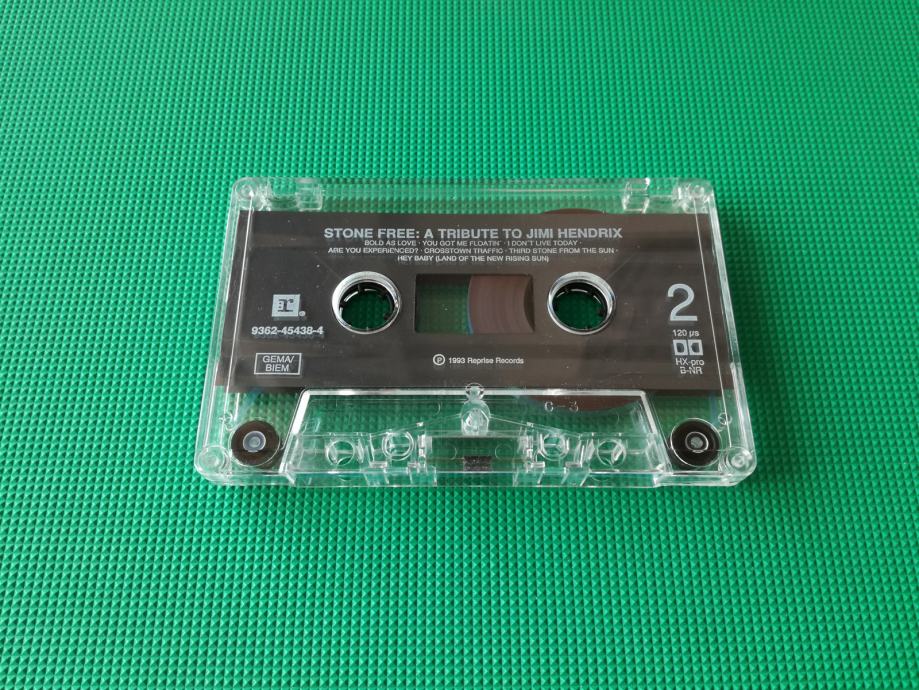 STONE FREE: A TRIBUTE TO JIMI HENDRIX
BOLD AS LOVE · YOU GOT ME FLOATIN' · I DON'T LIVE TODAY ·
ARE YOU EXPERIENCED? · CROSSTOWN TRAFFIC · THIRD STONE FROM THE SUN ·
HEY BABY (LAND OF THE NEW RISING SUN)
r
9362-45438-4
GEMA/
BIEM
℗ 1993 Reprise Records
2
120 µs
HX-pro
B-NR
G-3